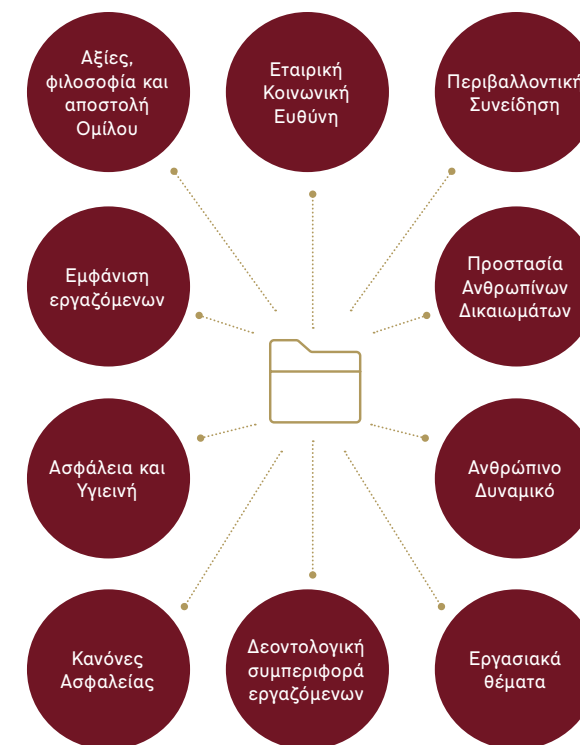 Αξίες,
φιλοσοφία και
αποστολή
Ομίλου
Εταιρική
Κοινωνική
Ευθύνη
Περιβαλλοντική
Συνείδηση
Εμφάνιση
εργαζόμενων
Προστασία
Ανθρωπίνων
Δικαιωμάτων
Ασφάλεια και
Υγιεινή
Ανθρώπινο
Δυναμικό
Κανόνες
Ασφαλείας
Δεοντολογική
συμπεριφορά
εργαζόμενων
Εργασιακά
θέματα